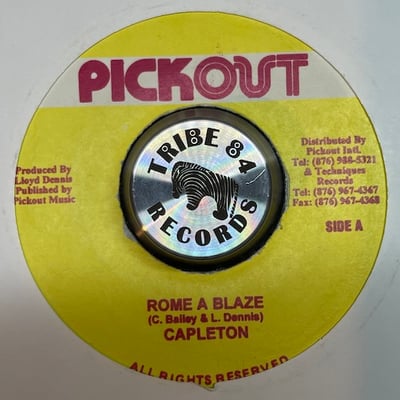 PICKOUT
TRIBE 84
RECORDS
Produced By
Lloyd Dennis
Published by
Pickout Music
Distributed By
Pickout Intl.
Tel: (876) 988-5321
& Techniques
Records
Tel: (876) 967-4367
Fax: (876) 967-4368
SIDE A
ROME A BLAZE
(C. Bailey & L. Dennis)
CAPLETON
ALL RIGHTS RESERVED